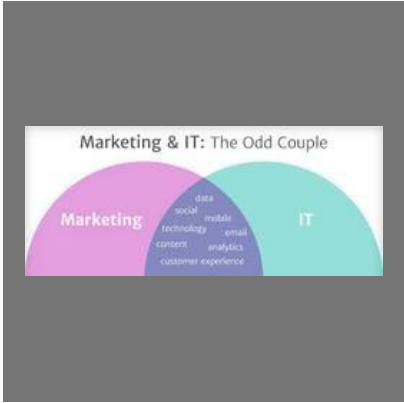 Marketing & IT: The Odd Couple
Marketing
IT
data
social
mobile
technology
email
content
analytics
customer experience